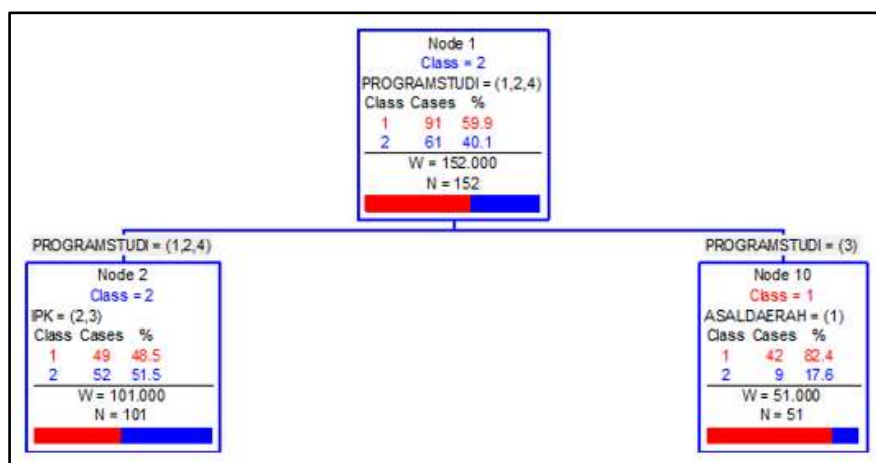 Node 1
Class = 2
PROGRAMSTUDI = (1,2,4)
Class Cases %
1 91 59.9
2 61 40.1
W = 152.000
N = 152
PROGRAMSTUDI = (1,2,4)
PROGRAMSTUDI = (3)
Node 2
Class = 2
IPK = (2,3)
Class Cases %
1 49 48.5
2 52 51.5
W = 101.000
N = 101
Node 10
Class = 1
ASALDAERAH = (1)
Class Cases %
1 42 82.4
2 9 17.6
W = 51.000
N = 51